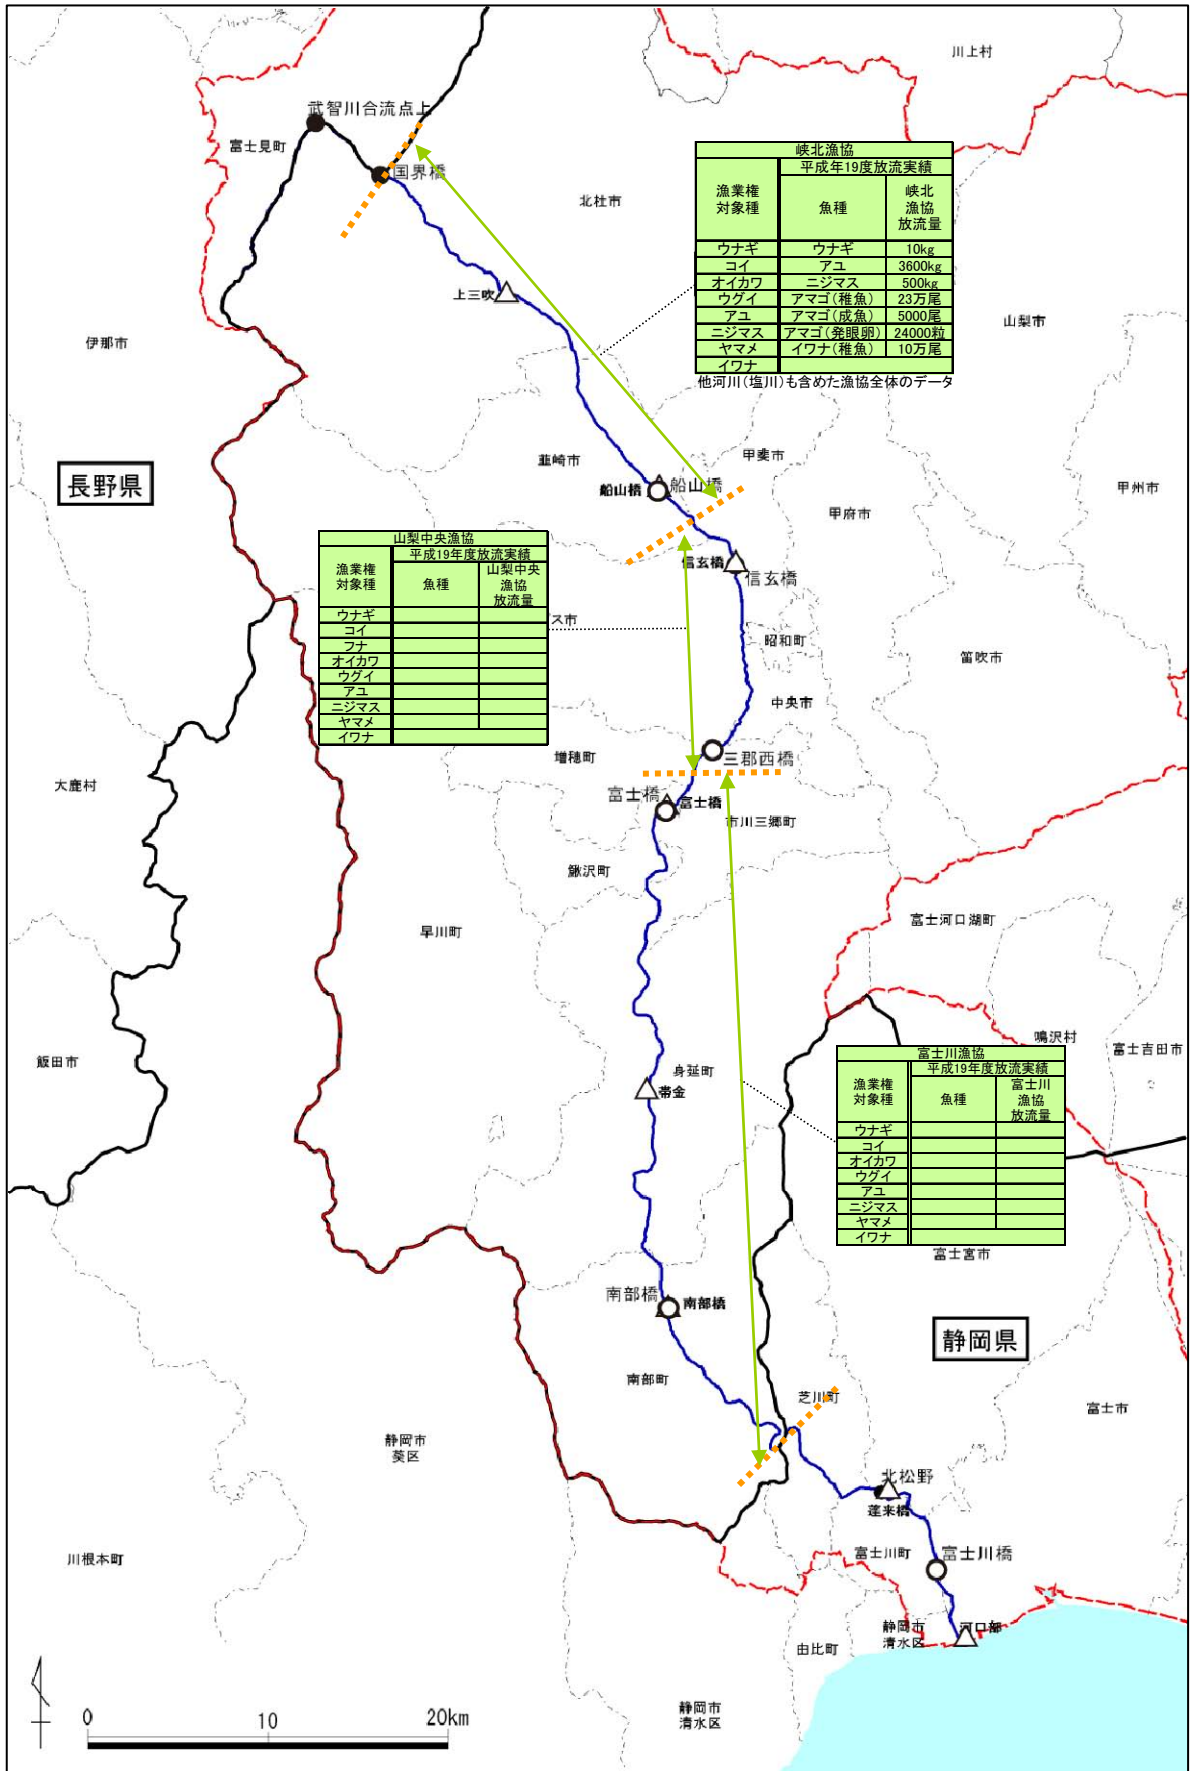 川上村
武智川合流点上
富士見町
国界橋
北杜市
峡北漁協
漁業権対象種 平成年19度放流実績
魚種 峡北漁協放流量
ウナギ ウナギ 10kg
コイ アユ 3600kg
オイカワ ニジマス 500kg
ウグイ アマゴ(稚魚) 23万尾
アユ アマゴ(成魚) 5000尾
ニジマス アマゴ(発眼卵) 24000粒
ヤマメ イワナ(稚魚) 10万尾
イワナ
他河川(塩川)も含めた漁協全体のデータ
上三吹
山梨市
伊那市
韮崎市
甲斐市
長野県
船山橋 船山橋
甲州市
甲府市
山梨中央漁協
漁業権対象種 平成19年度放流実績
魚種 山梨中央漁協放流量
ウナギ
コイ
フナ
オイカワ
ウグイ
アユ
ニジマス
ヤマメ
イワナ
ス市
信玄橋
信玄橋
昭和町
笛吹市
中央市
増穂町
三郡西橋
大鹿村
富士橋 富士橋
市川三郷町
鰍沢町
早川町
富士河口湖町
鳴沢村
富士吉田市
飯田市
身延町
帯金
富士川漁協
漁業権対象種 平成19年度放流実績
魚種 富士川漁協放流量
ウナギ
コイ
オイカワ
ウグイ
アユ
ニジマス
ヤマメ
イワナ
富士宮市
南部橋 南部橋
静岡県
南部町
芝川町
富士市
静岡市
葵区
北松野
蓬来橋
川根本町
富士川町
富士川橋
静岡市
清水区
河口部
由比町
静岡市
清水区
0 10 20km